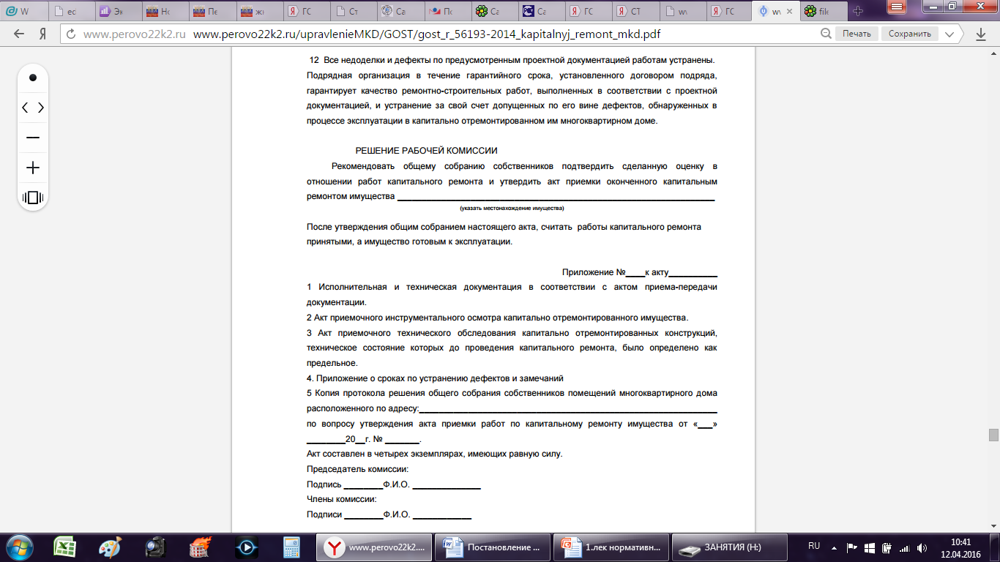 W
ed
Эк
Но
Пе
жк
ГС
Ст
Са
По
Са
Са
ГС
СТ
wv
ГС
wv
file
www.perovo22k2.ru www.perovo22k2.ru/upravlenieMKD/GOST/gost_r_56193-2014_kapitalnyj_remont_mkd.pdf
Печать
Сохранить
12 Все недоделки и дефекты по предусмотренным проектной документацией работам устранены.
Подрядная организация в течение гарантийного срока, установленного договором подряда,
гарантирует качество ремонтно-строительных работ, выполненных в соответствии с проектной
документацией, и устранение за свой счет допущенных по его вине дефектов, обнаруженных в
процессе эксплуатации в капитально отремонтированном им многоквартирном доме.
РЕШЕНИЕ РАБОЧЕЙ КОМИССИИ
Рекомендовать общему собранию собственников подтвердить сделанную оценку в
отношении работ капитального ремонта и утвердить акт приемки оконченного капитальным
ремонтом имущества ____________________
(указать местонахождение имущества)
После утверждения общим собранием настоящего акта, считать работы капитального ремонта
принятыми, а имущество готовым к эксплуатации.
Приложение №____к акту__________
1 Исполнительная и техническая документация в соответствии с актом приема-передачи
документации.
2 Акт приемочного инструментального осмотра капитально отремонтированного имущества.
3 Акт приемочного технического обследования капитально отремонтированных конструкций,
техническое состояние которых до проведения капитального ремонта, было определено как
предельное.
4. Приложение о сроках по устранению дефектов и замечаний
5 Копия протокола решения общего собрания собственников помещений многоквартирного дома
расположенного по адресу:____________________
по вопросу утверждения акта приемки работ по капитальному ремонту имущества от «___»
________20__г. № _______.
Акт составлен в четырех экземплярах, имеющих равную силу.
Председатель комиссии:
Подпись ________Ф.И.О. ______________
Члены комиссии:
Подписи ________Ф.И.О. ____________
www.perovo22k2....
Постановление ...
1.лек нормативн...
ЗАНЯТИЯ (H:)
RU
10:41
12.04.2016